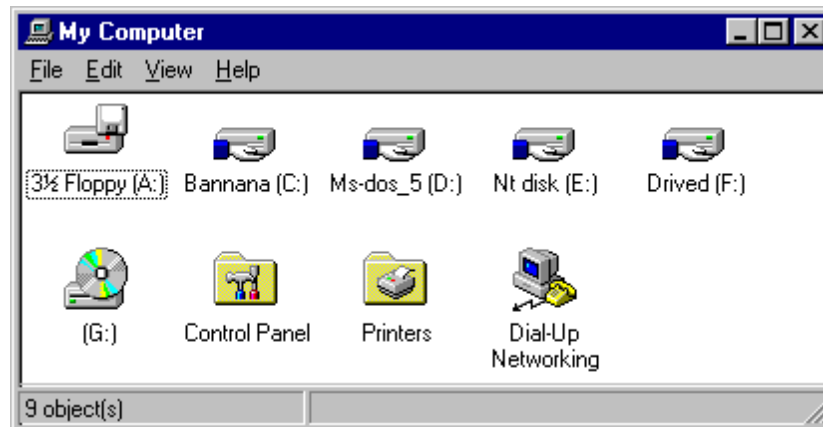 My Computer
File Edit View Help
3½ Floppy (A:) Bannana (C:) Ms-dos_5 (D:) Nt disk (E:) Drived (F:)
(G:) Control Panel Printers Dial-Up
Networking
9 object(s)